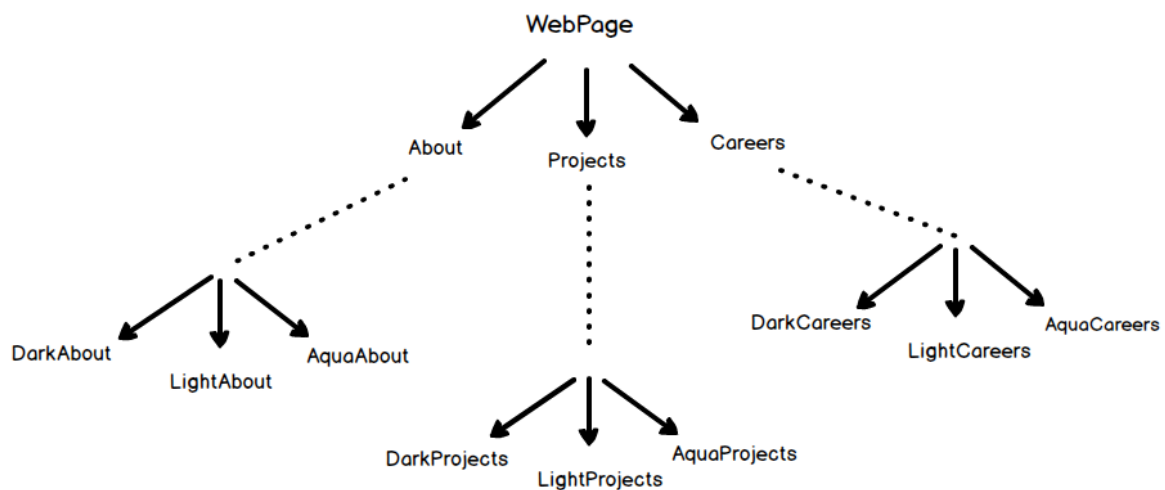 WebPage
About
Projects
Careers
DarkAbout
LightAbout
AquaAbout
DarkProjects
LightProjects
AquaProjects
DarkCareers
LightCareers
AquaCareers